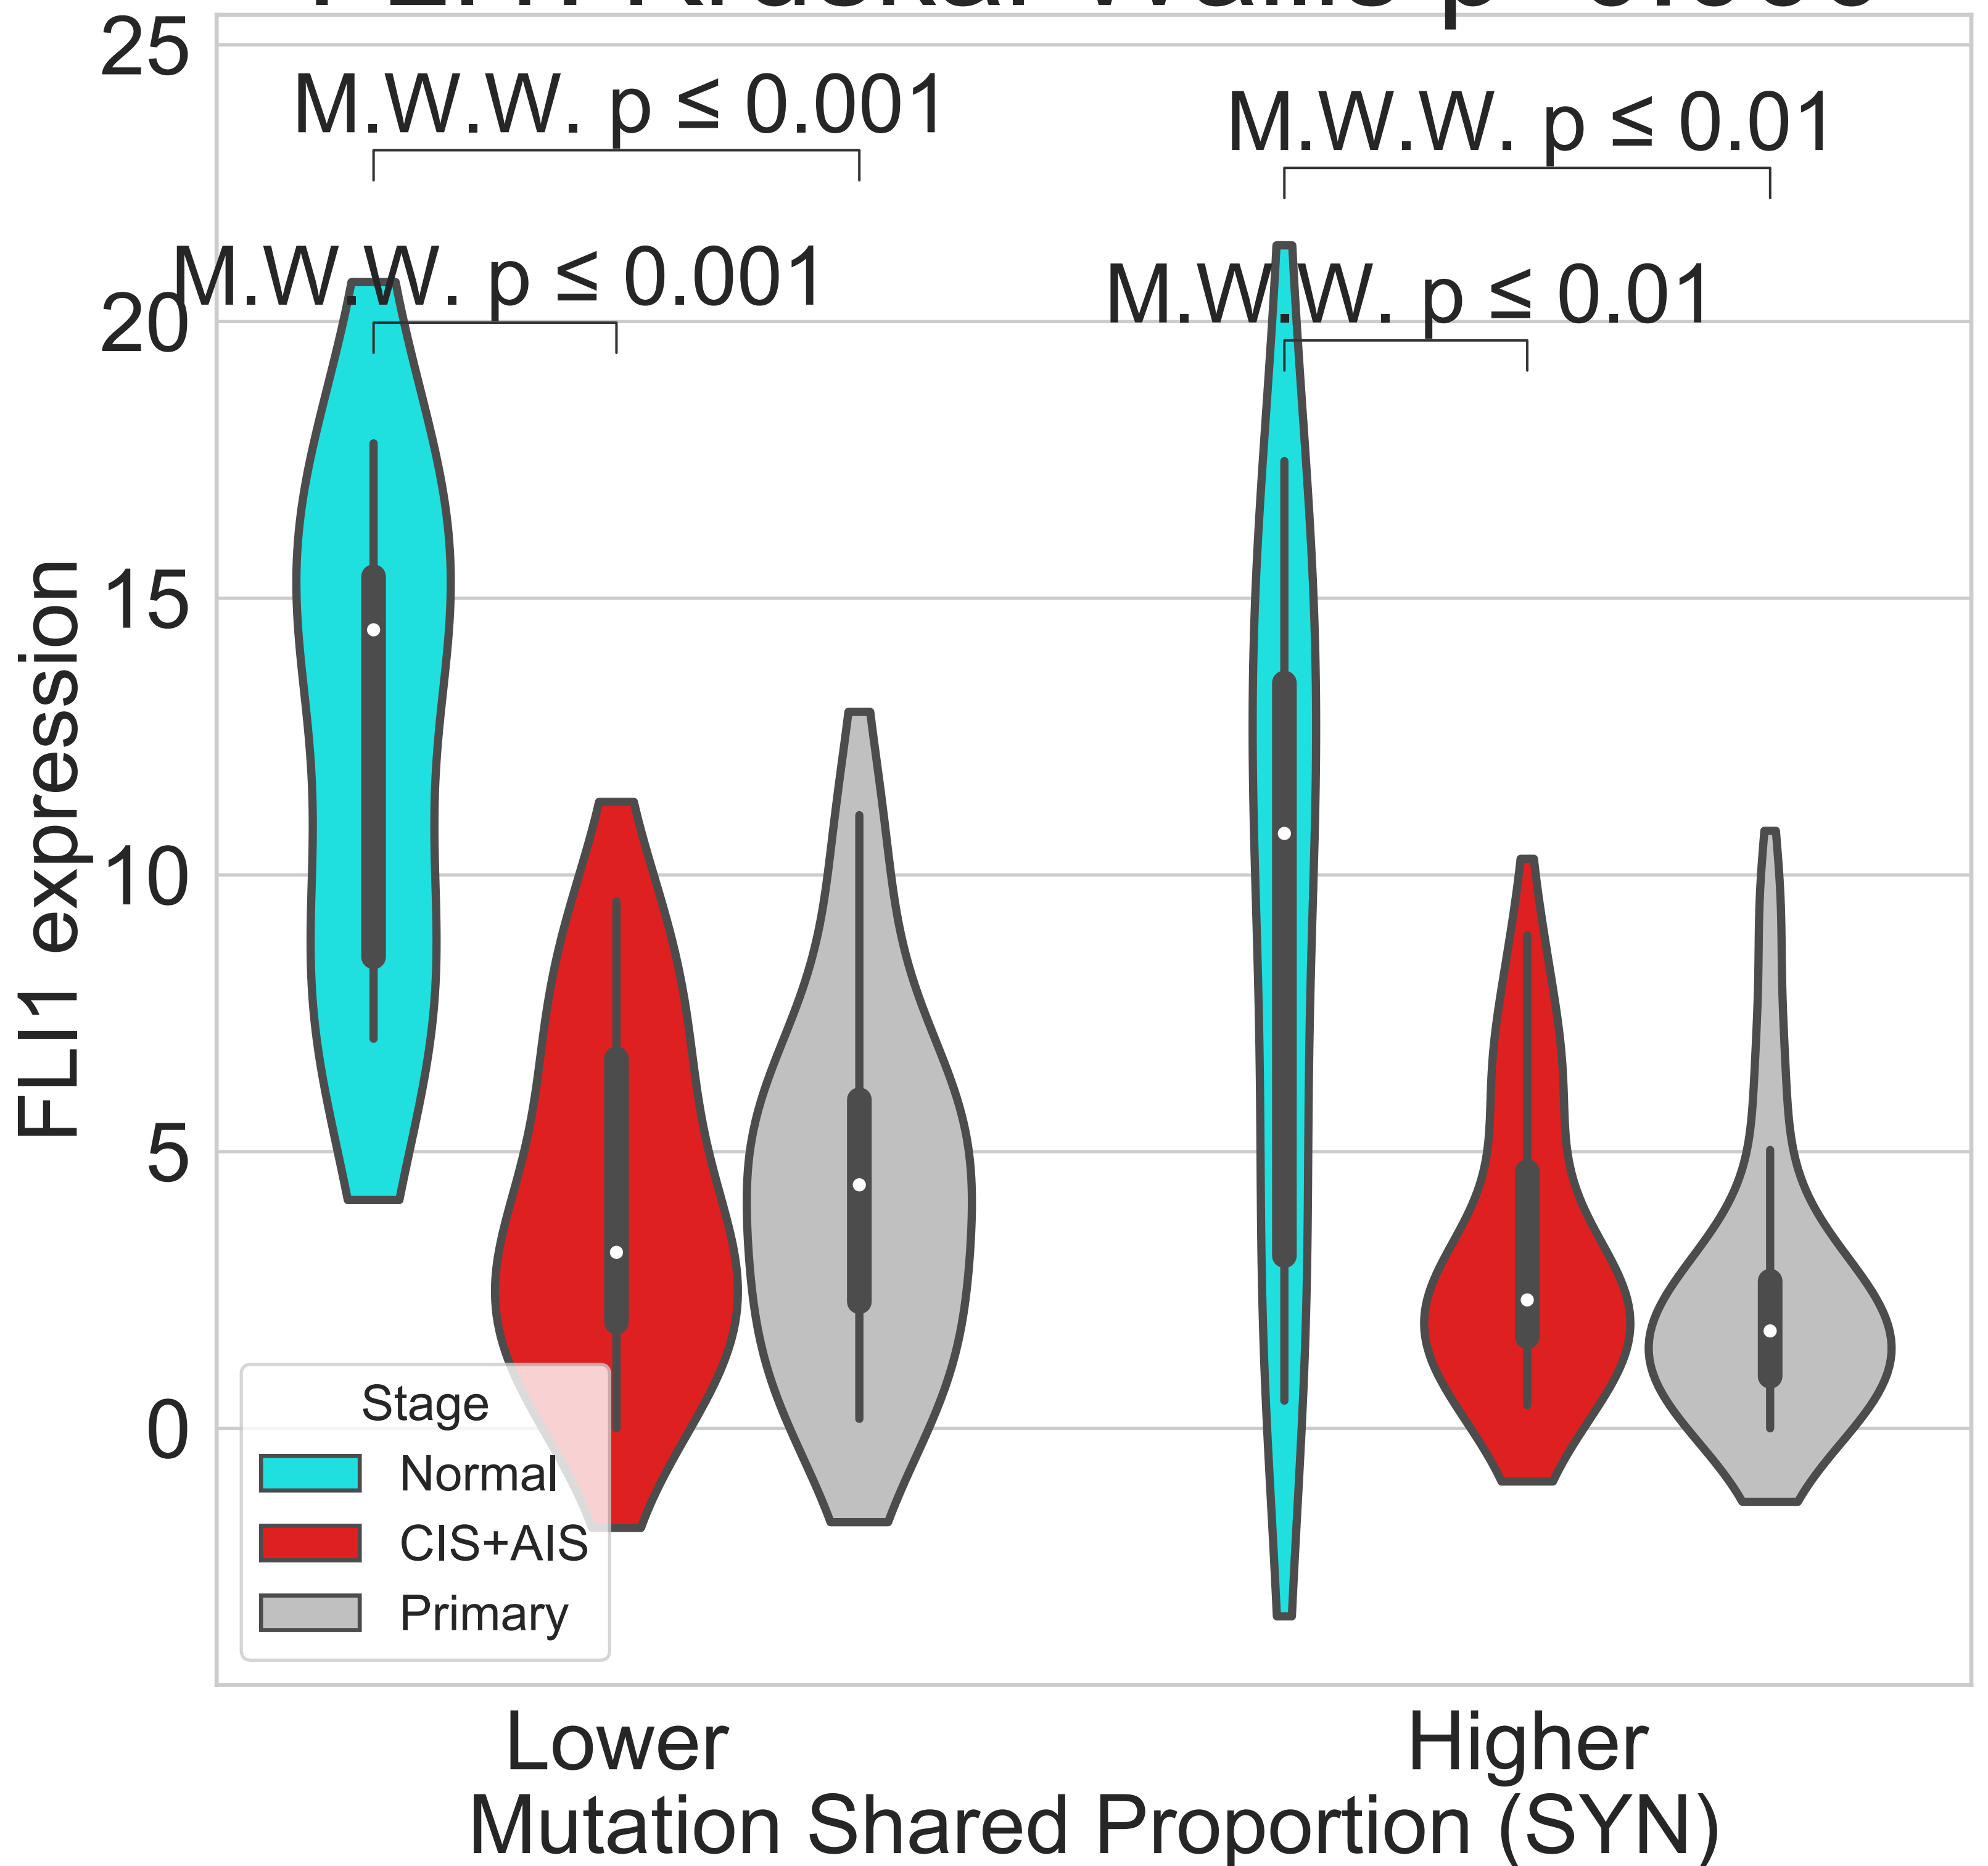 25
M.W.W. p ≤ 0.001
M.W.W. p ≤ 0.01
M.W.W. p ≤ 0.001
M.W.W. p ≤ 0.01
20
15
10
5
0
FLI1 expression
Stage
Normal
CIS+AIS
Primary
Lower
Higher
Mutation Shared Proportion (SYN)